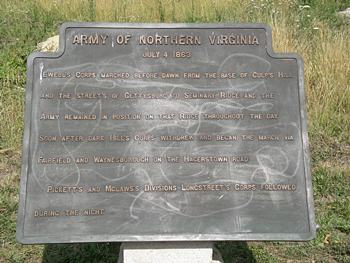 ARMY OF NORTHERN VIRGINIA
JULY 4 1863
EWELL'S CORPS MARCHED BEFORE DAWN FROM THE BASE OF CULP'S HILL
AND THE STREETS OF GETTYSBURG TO SEMINARY RIDGE AND THE
ARMY REMAINED IN POSITION ON THAT RIDGE THROUGHOUT THE DAY
SOON AFTER DARK HILL'S CORPS WITHDREW AND BEGAN THE MARCH VIA
FAIRFIELD AND WAYNESBOROUGH ON THE HAGERSTOWN ROAD
PICKETT'S AND MCLAWS'S DIVISIONS LONGSTREET'S CORPS FOLLOWED
DURING THE NIGHT